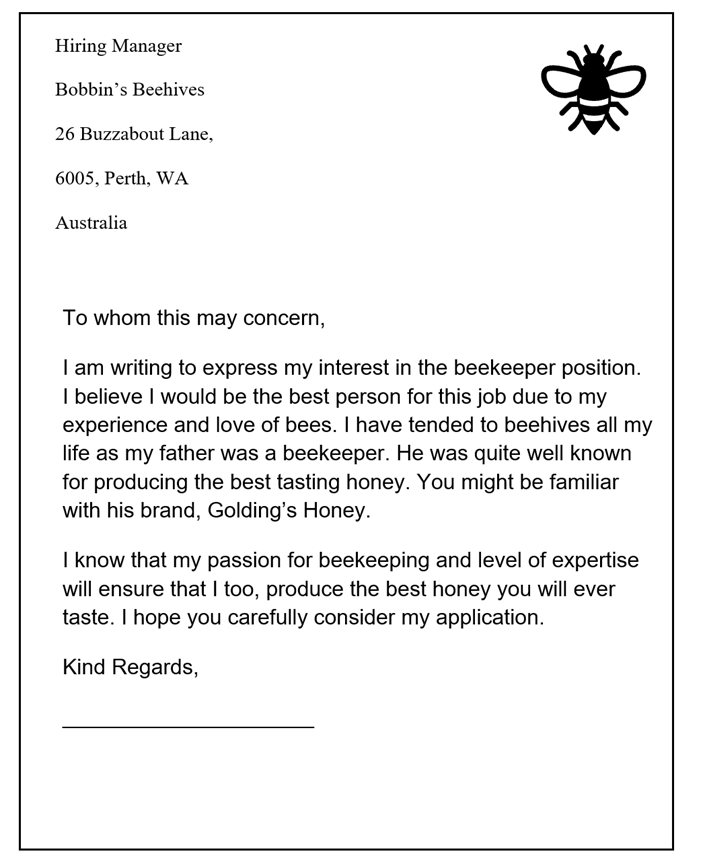 Hiring Manager
Bobbin’s Beehives
26 Buzzabout Lane,
6005, Perth, WA
Australia
To whom this may concern,
I am writing to express my interest in the beekeeper position.
I believe I would be the best person for this job due to my
experience and love of bees. I have tended to beehives all my
life as my father was a beekeeper. He was quite well known
for producing the best tasting honey. You might be familiar
with his brand, Golding’s Honey.
I know that my passion for beekeeping and level of expertise
will ensure that I too, produce the best honey you will ever
taste. I hope you carefully consider my application.
Kind Regards,